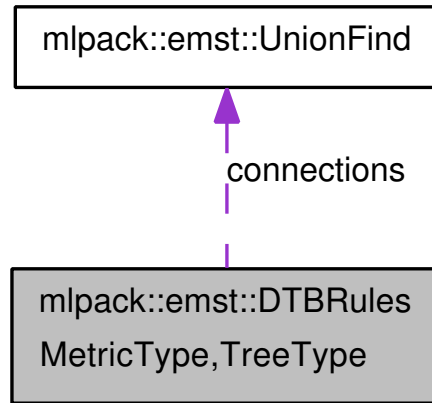 mlpack::emst::UnionFind
connections
mlpack::emst::DTBRules
MetricType,TreeType